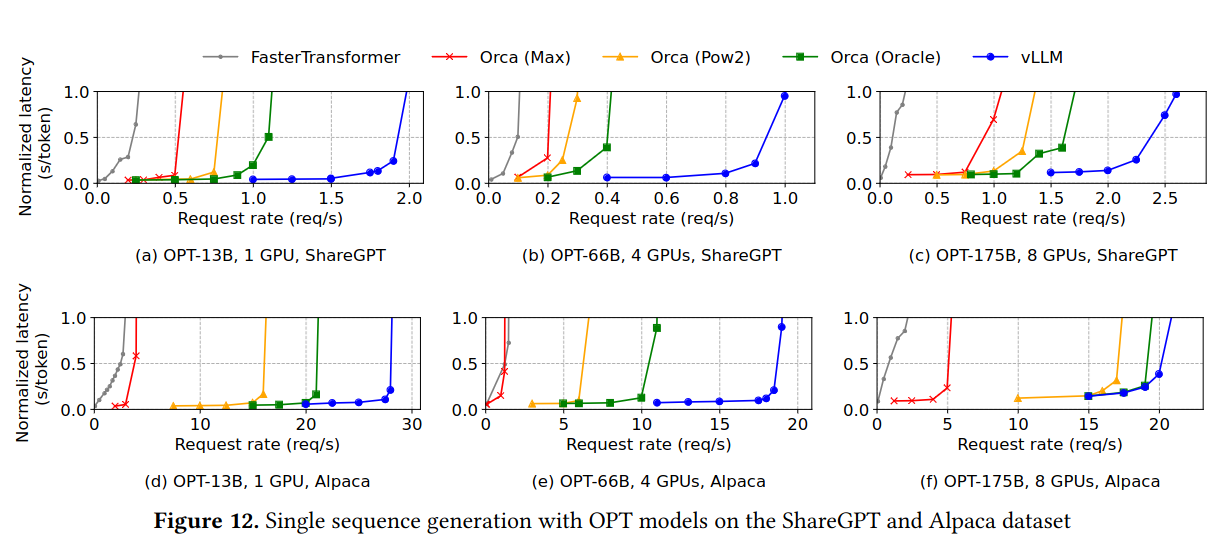 FasterTransformer Orca (Max) Orca (Pow2) Orca (Oracle) vLLM
Normalized latency
(s/token)
1.0
0.5
0.0
0.0 0.5 1.0 1.5 2.0
Request rate (req/s)
(a) OPT-13B, 1 GPU, ShareGPT
1.0
0.5
0.0
0.0 0.2 0.4 0.6 0.8 1.0
Request rate (req/s)
(b) OPT-66B, 4 GPUs, ShareGPT
1.0
0.5
0.0
0.0 0.5 1.0 1.5 2.0 2.5
Request rate (req/s)
(c) OPT-175B, 8 GPUs, ShareGPT
Normalized latency
(s/token)
1.0
0.5
0.0
0 10 20 30
Request rate (req/s)
(d) OPT-13B, 1 GPU, Alpaca
1.0
0.5
0.0
0 5 10 15 20
Request rate (req/s)
(e) OPT-66B, 4 GPUs, Alpaca
1.0
0.5
0.0
0 5 10 15 20
Request rate (req/s)
(f) OPT-175B, 8 GPUs, Alpaca
Figure 12. Single sequence generation with OPT models on the ShareGPT and Alpaca dataset